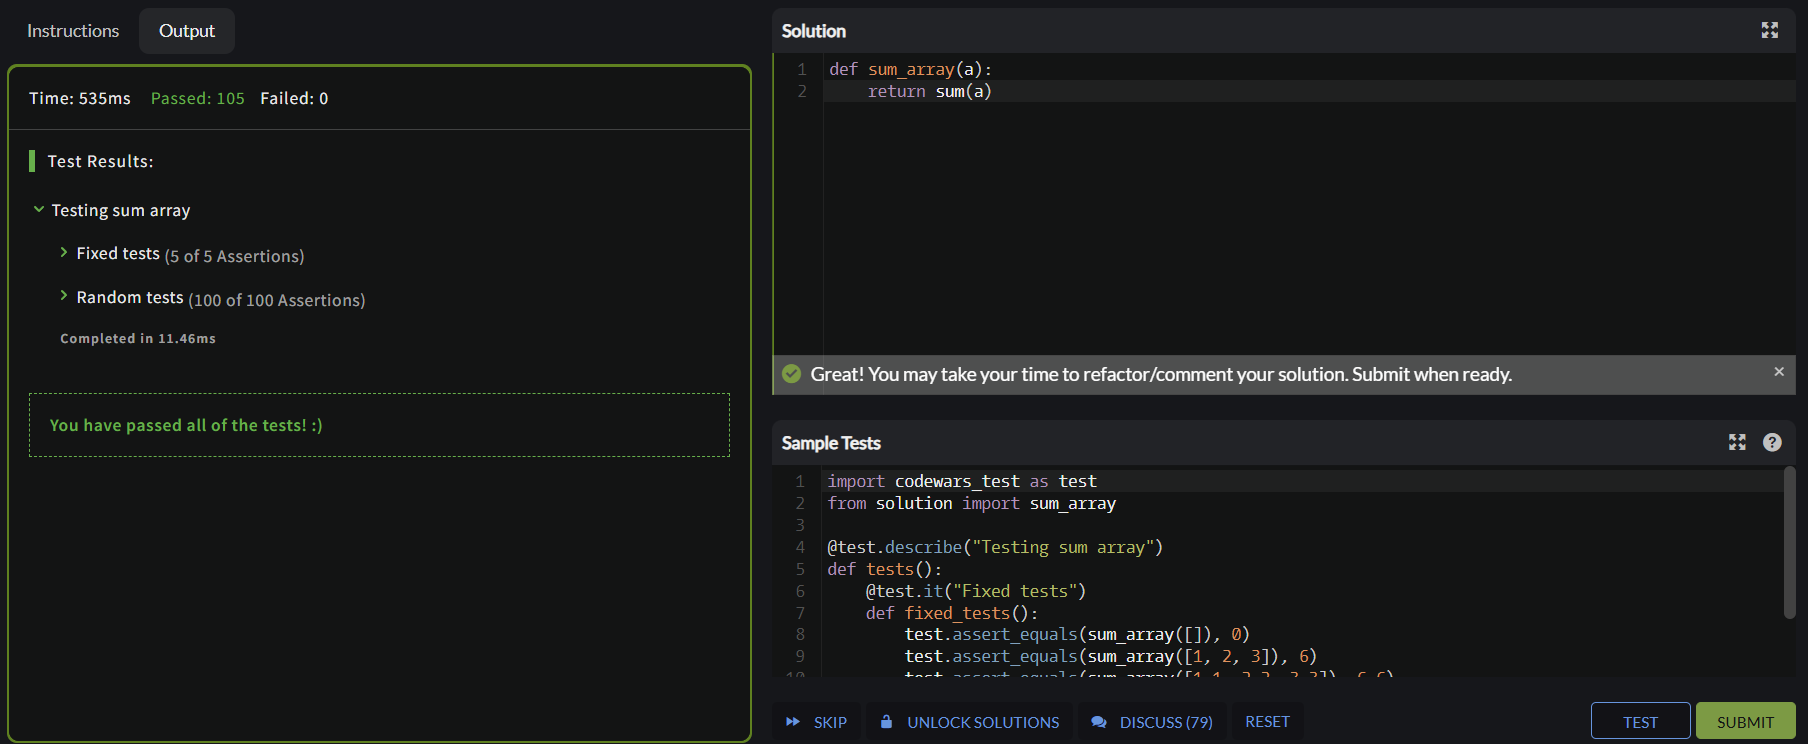 Instructions
Output
Time: 535ms Passed: 105 Failed: 0
Test Results:
Testing sum array
Fixed tests (5 of 5 Assertions)
Random tests (100 of 100 Assertions)
Completed in 11.46ms
You have passed all of the tests! :)
Solution
1 def sum_array(a):
2 return sum(a)
Great! You may take your time to refactor/comment your solution. Submit when ready.
Sample Tests
1 import codewars_test as test
2 from solution import sum_array
3
4 @test.describe("Testing sum array")
5 def tests():
6 @test.it("Fixed tests")
7 def fixed_tests():
8 test.assert_equals(sum_array([]), 0)
9 test.assert_equals(sum_array([1, 2, 3]), 6)
SKIP
UNLOCK SOLUTIONS
DISCUSS (79)
RESET
TEST
SUBMIT